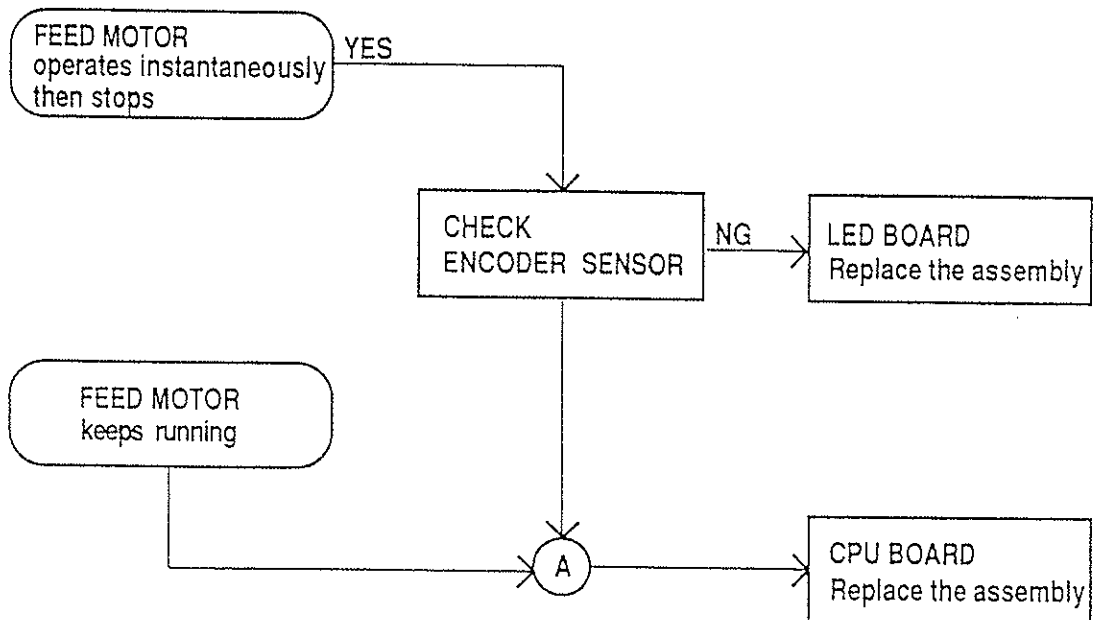 FEED MOTOR
operates instantaneously
then stops
YES
CHECK
ENCODER SENSOR
NG
LED BOARD
Replace the assembly
FEED MOTOR
keeps running
A
CPU BOARD
Replace the assembly